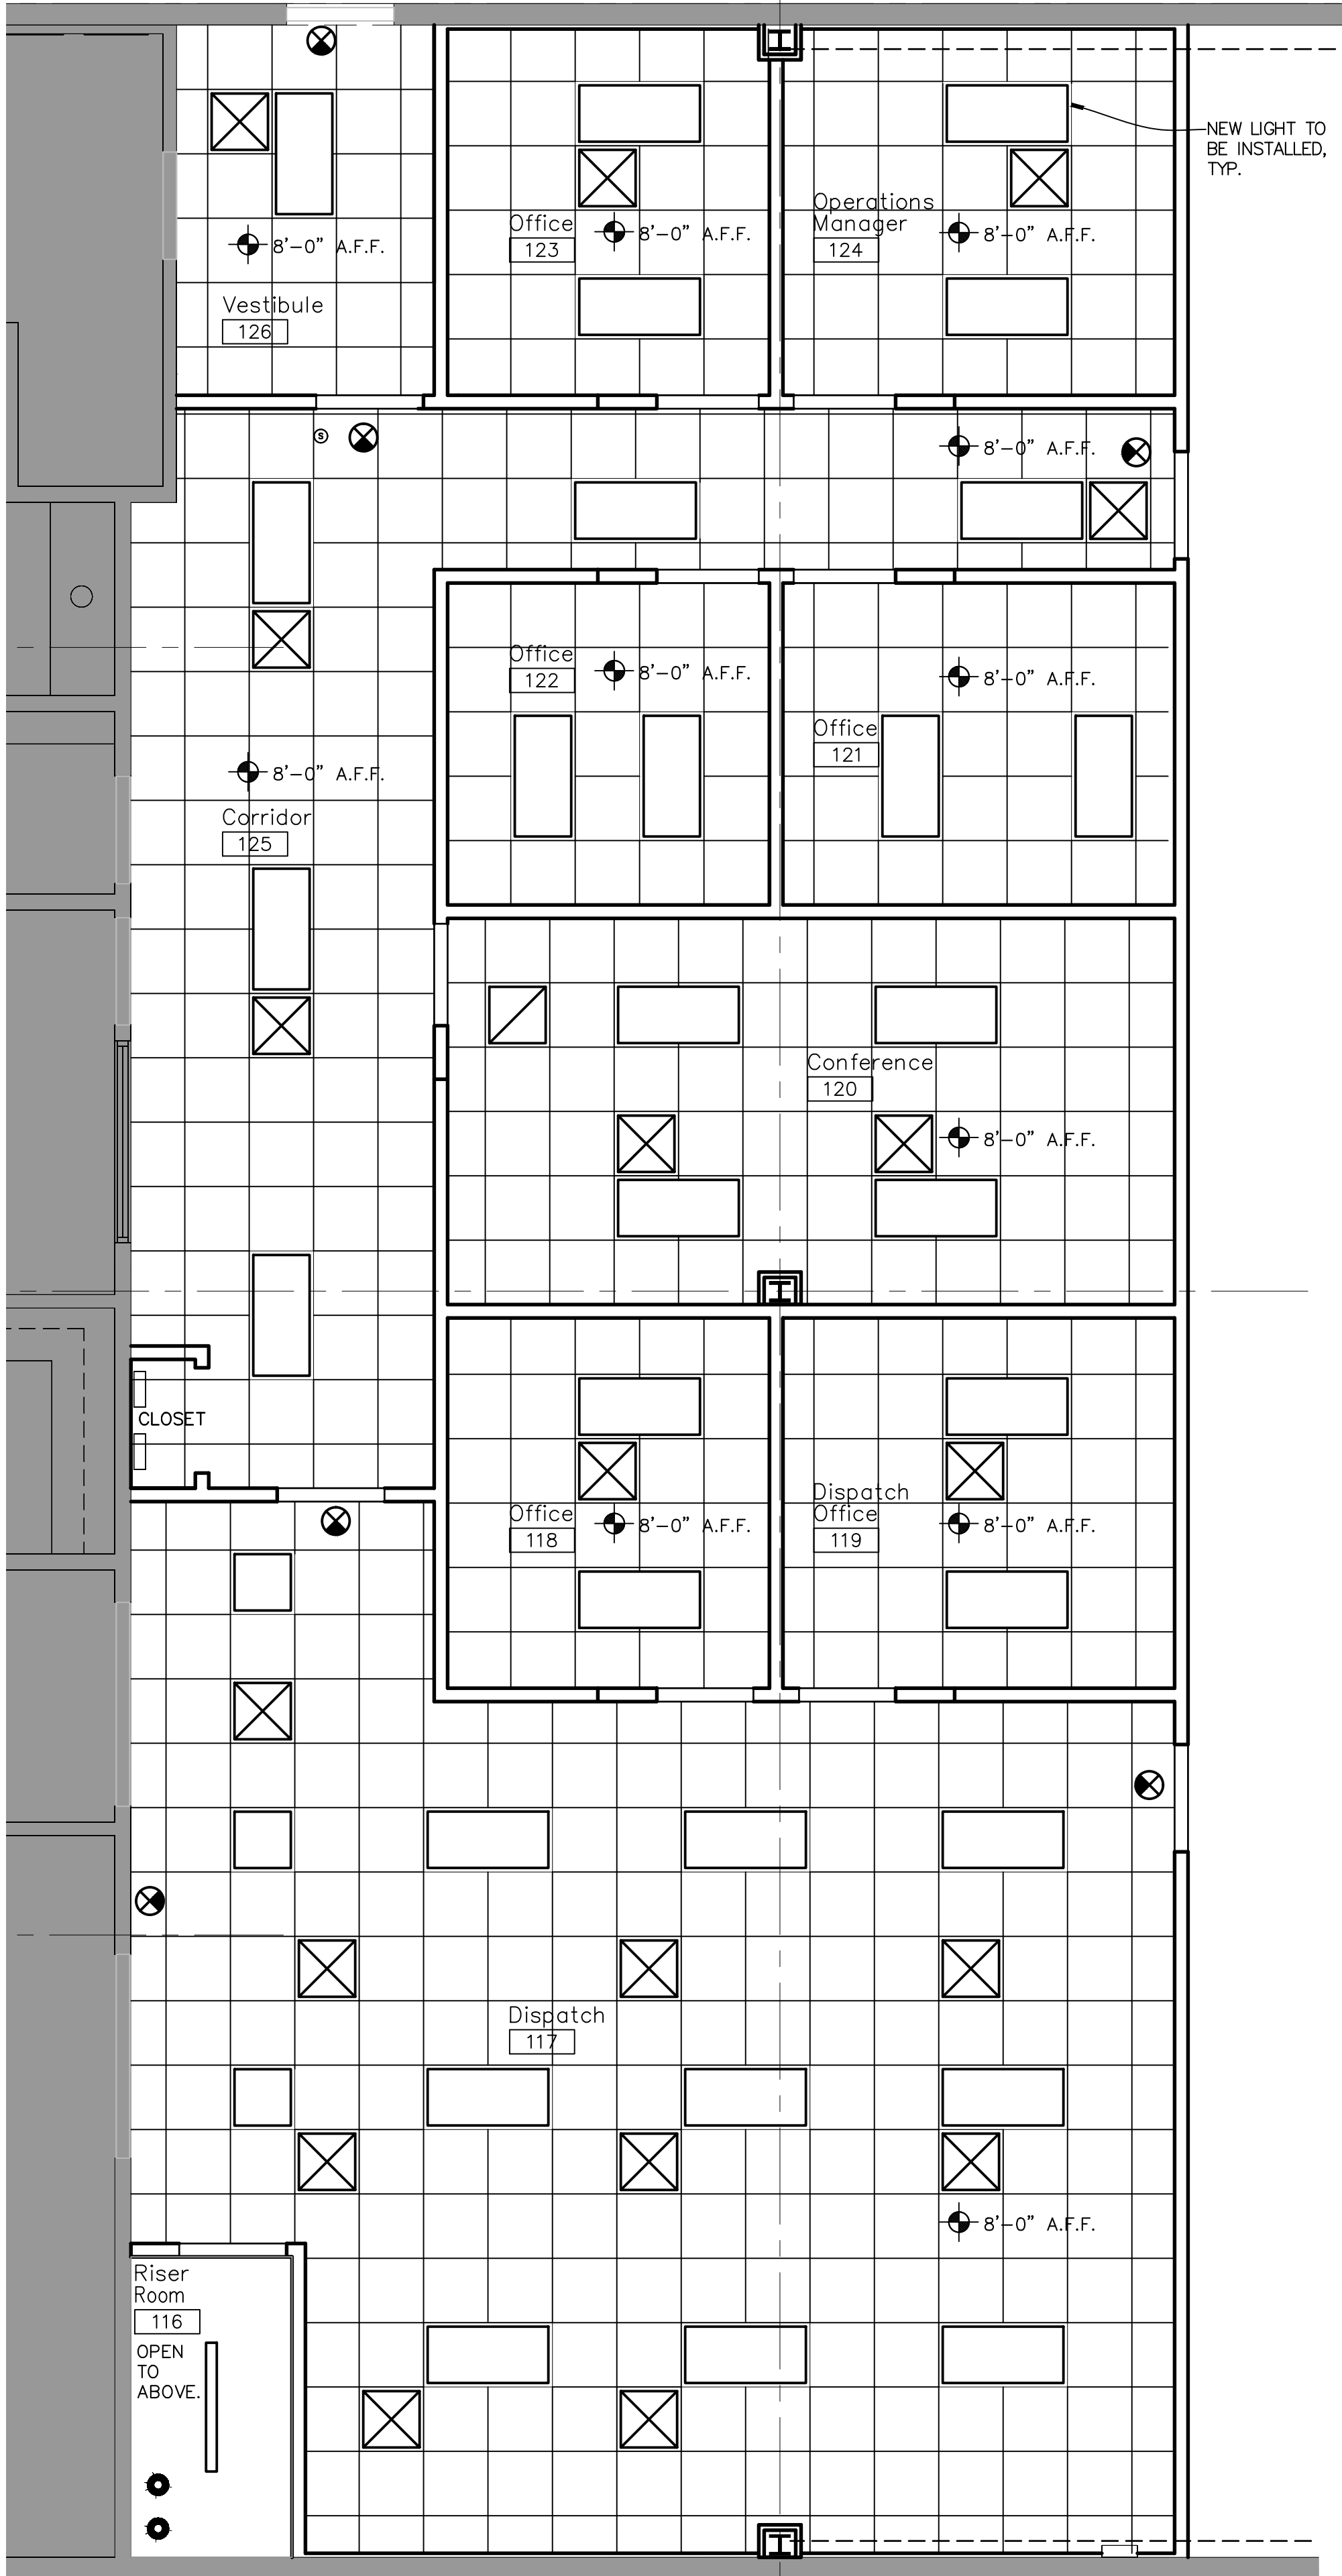 NEW LIGHT TO
BE INSTALLED,
TYP.
Operations
Manager
124
8'-0" A.F.F.
Office
123
8'-0" A.F.F.
8'-0" A.F.F.
Vestibule
126
S
8'-0" A.F.F.
Office
122
8'-0" A.F.F.
8'-0" A.F.F.
Office
121
8'-0" A.F.F.
Corridor
125
Conference
120
8'-0" A.F.F.
CLOSET
Office
118
8'-0" A.F.F.
Dispatch
Office
119
8'-0" A.F.F.
Dispatch
117
8'-0" A.F.F.
Riser
Room
116
OPEN
TO
ABOVE.